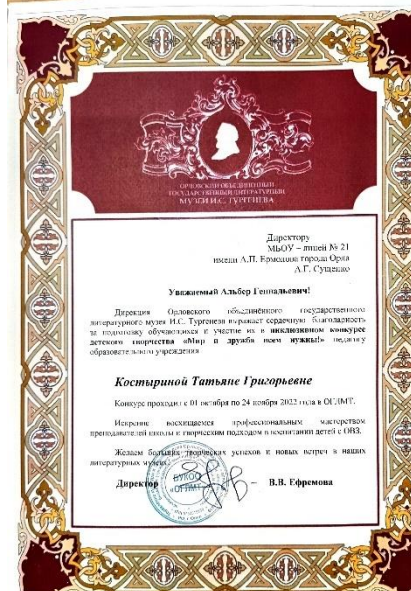 ОРЛОВСКИЙ ОБЪЕДИНЕННЫЙ
ГОСУДАРСТВЕННЫЙ ЛИТЕРАТУРНЫЙ
МУЗЕЙ И.С. ТУРГЕНЕВА
Директору
МБОУ – лицей № 21
имени А.П. Ермолова города Орла
А.Г. Сущенко
Уважаемый Альберт Геннадьевич!
Дирекция Орловского объединённого государственного
литературного музея И.С. Тургенева выражает сердечную благодарность
за подготовку обучающихся к участию их в инклюзивном конкурсе
детского творчества «Мир и дружба всем нужны!» педагогу
образовательного учреждения
Костыриной Татьяне Григорьевне
Конкурс проходил с 01 октября по 24 ноября 2022 года в ОГЛМТ.
Искренне восхищаемся профессиональным мастерством
преподавателей школы и творческим подходом в воспитании детей с ОВЗ.
Желаем больших творческих успехов и новых встреч в наших
литературных музеях.
Директор
В.В. Ефремова
БУКОО
«ОГЛМТ»